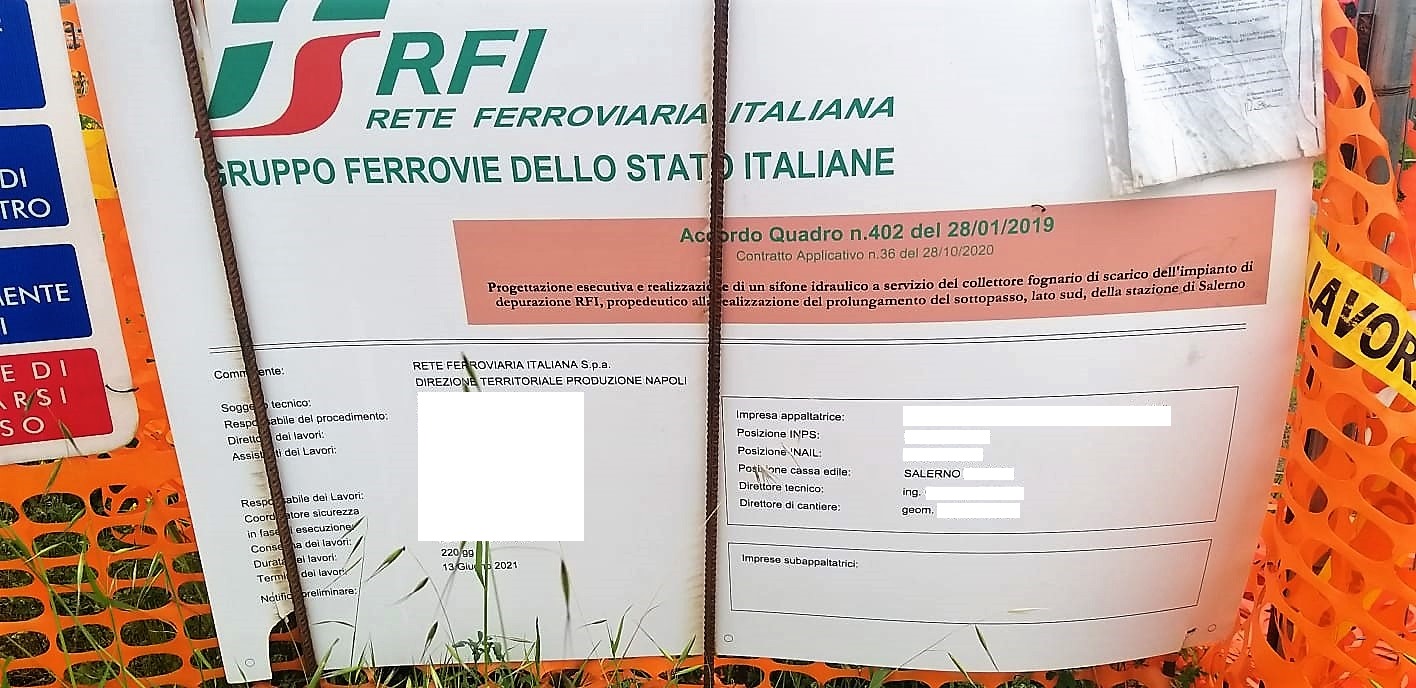 RFI
RETE FERROVIARIA ITALIANA
GRUPPO FERROVIE DELLO STATO ITALIANE
Accordo Quadro n.402 del 28/01/2019
Contratto Applicativo n.36 del 28/10/2020
Progettazione esecutiva e realizzazione di un sifone idraulico a servizio del collettore fognario di scarico dell'impianto di
depurazione RFI, propedeutico alla realizzazione del prolungamento del sottopasso, lato sud, della stazione di Salerno
Committente:
RETE FERROVIARIA ITALIANA S.p.a.
DIREZIONE TERRITORIALE PRODUZIONE NAPOLI
Soggetto tecnico:
Responsabile del procedimento:
Direttore dei lavori:
Assistenti dei Lavori:
Responsabile dei Lavori:
Coordinatore sicurezza
in fase di esecuzione:
Consegna dei lavori:
Durata dei lavori: 220 gg
Termine dei lavori: 13 Giugno 2021
Notifica preliminare:
Impresa appaltatrice:
Posizione INPS:
Posizione INAIL:
Posizione cassa edile: SALERNO
Direttore tecnico: ing.
Direttore di cantiere: geom.
Imprese subappaltatrici:
DI
TRO
MENTE
I
E DI
ARSI
SO
LAVOR